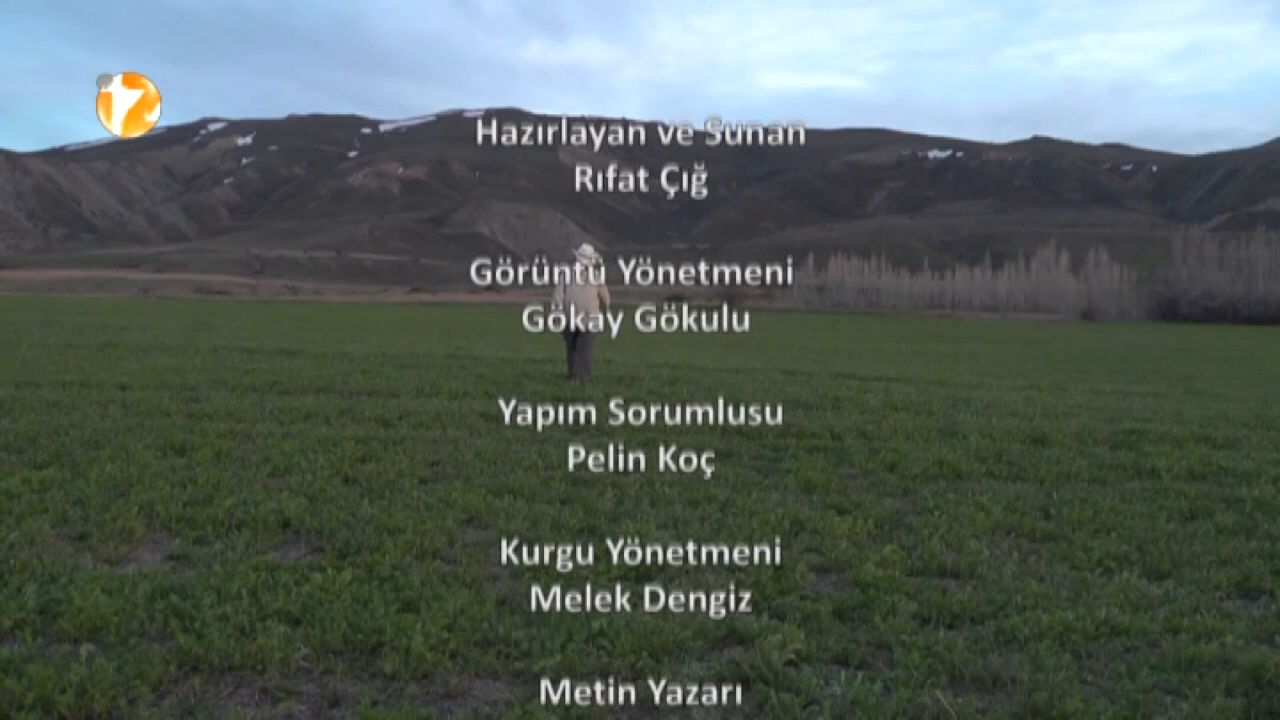 Hazırlayan ve Sunan
Rıfat Çığ
Görüntü Yönetmeni
Gökay Gökulu
Yapım Sorumlusu
Pelin Koç
Kurgu Yönetmeni
Melek Dengiz
Metin Yazarı